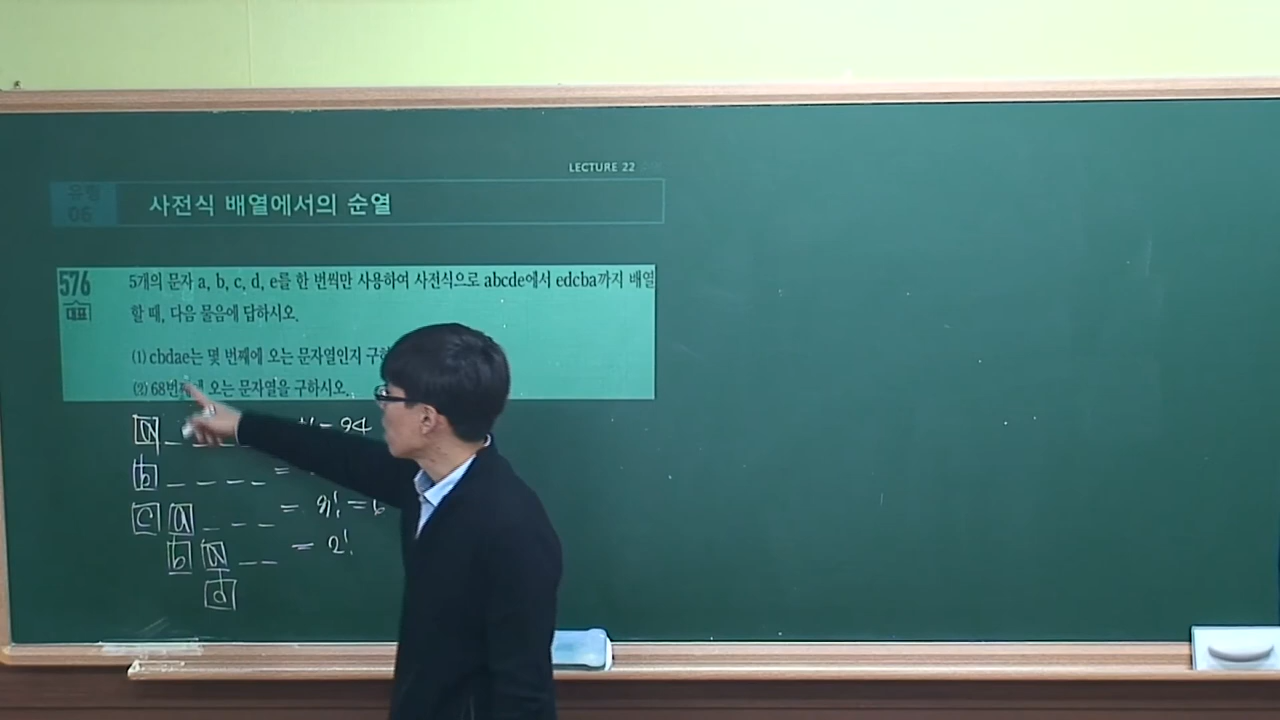 LECTURE 22
유형
05
사전식 배열에서의 순열
576
대표
5개의 문자 a, b, c, d, e를 한 번씩만 사용하여 사전식으로 abcde에서 edcba까지 배열
할 때, 다음 물음에 답하시오.
(1) cbdae는 몇 번째에 오는 문자열인지
(2) 68번째에 오는 문자열을 구하시오.
a _ = 24
b _ _ _ _ =
c a _ _ _ = 3! = 6
b a _ _ = 2!
d